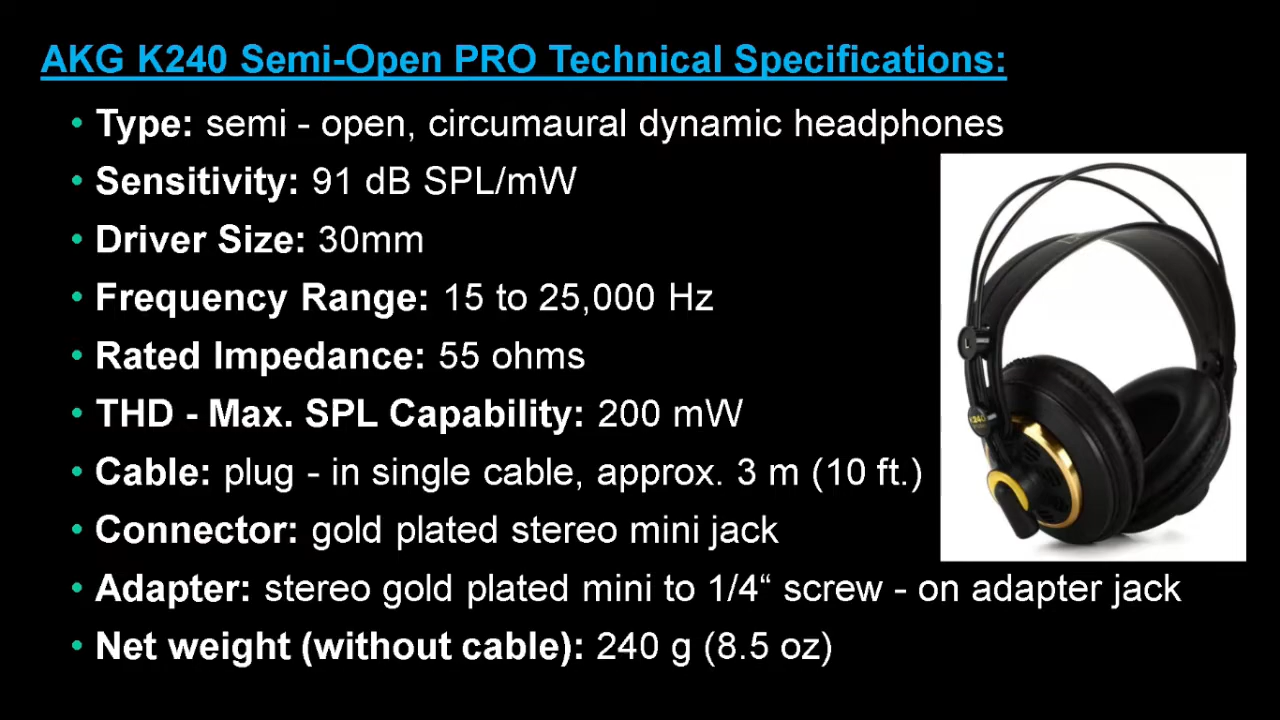 AKG K240 Semi-Open PRO Technical Specifications:
• Type: semi - open, circumaural dynamic headphones
• Sensitivity: 91 dB SPL/mW
• Driver Size: 30mm
• Frequency Range: 15 to 25,000 Hz
• Rated Impedance: 55 ohms
• THD - Max. SPL Capability: 200 mW
• Cable: plug - in single cable, approx. 3 m (10 ft.)
• Connector: gold plated stereo mini jack
• Adapter: stereo gold plated mini to 1/4“ screw - on adapter jack
• Net weight (without cable): 240 g (8.5 oz)
L
K240